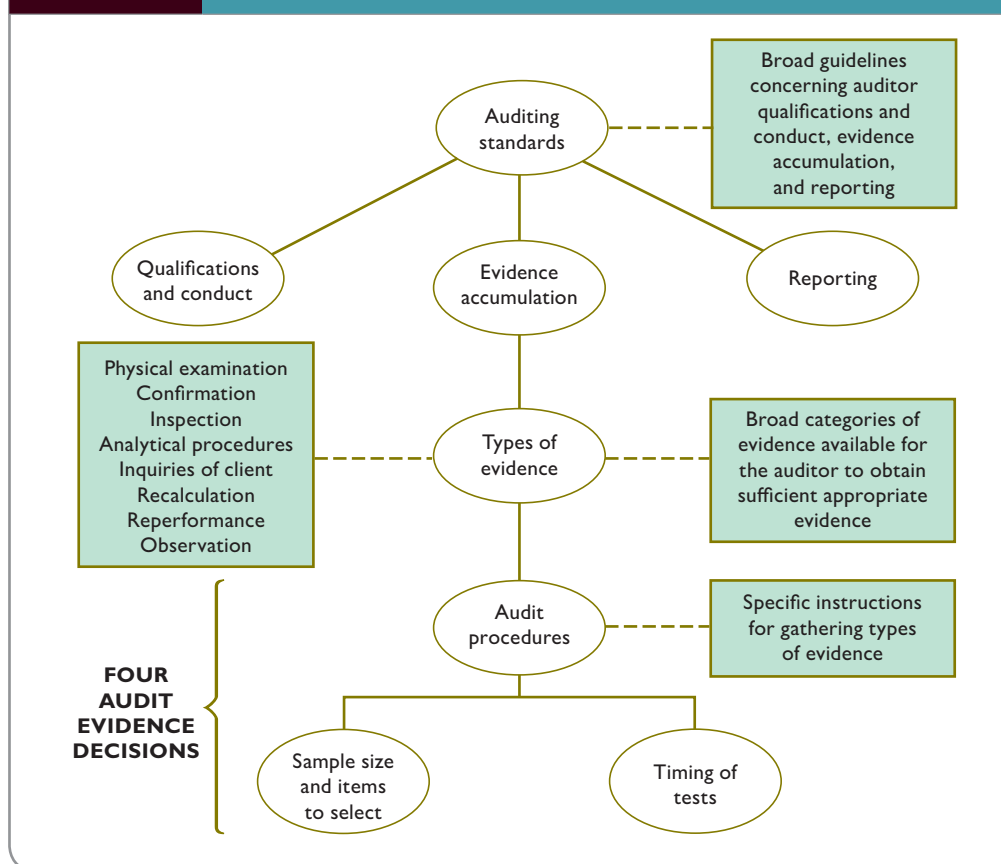 Auditing
standards
Broad guidelines
concerning auditor
qualifications and
conduct, evidence
accumulation,
and reporting
Qualifications
and conduct
Evidence
accumulation
Reporting
Physical examination
Confirmation
Inspection
Analytical procedures
Inquiries of client
Recalculation
Reperformance
Observation
Types of
evidence
Broad categories of
evidence available for
the auditor to obtain
sufficient appropriate
evidence
Audit
procedures
Specific instructions
for gathering types
of evidence
FOUR
AUDIT
EVIDENCE
DECISIONS
Sample size
and items
to select
Timing of
tests